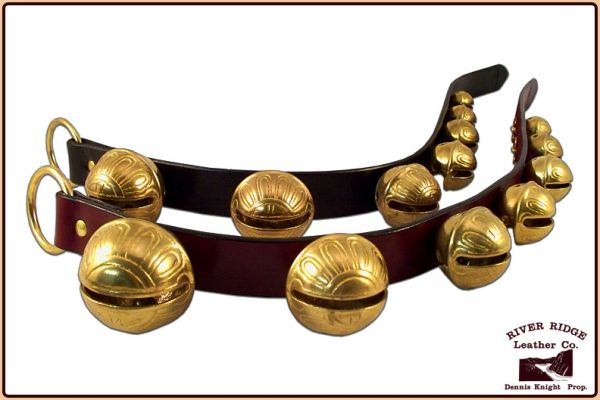 RIVER RIDGE
Leather Co.
Dennis Knight Prop.